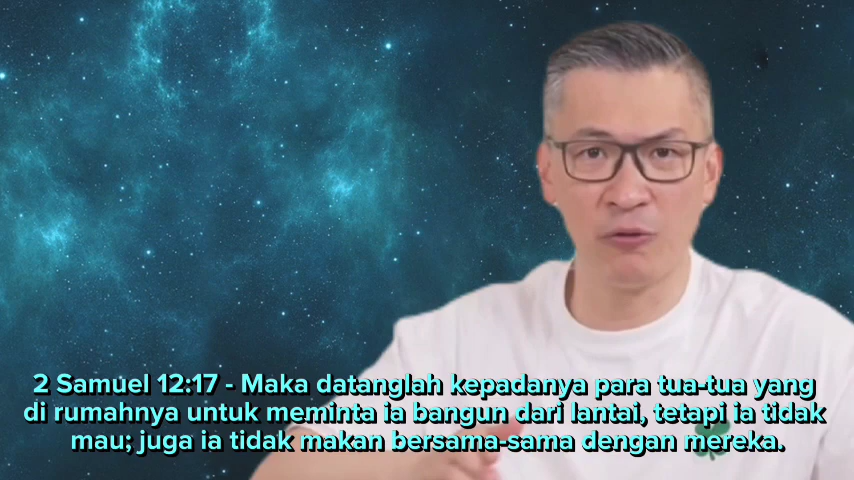 2 Samuel 12:17 - Maka datanglah kepadanya para tua-tua yang
di rumahnya untuk meminta ia bangun dari lantai, tetapi ia tidak
mau; juga ia tidak makan bersama-sama dengan mereka.